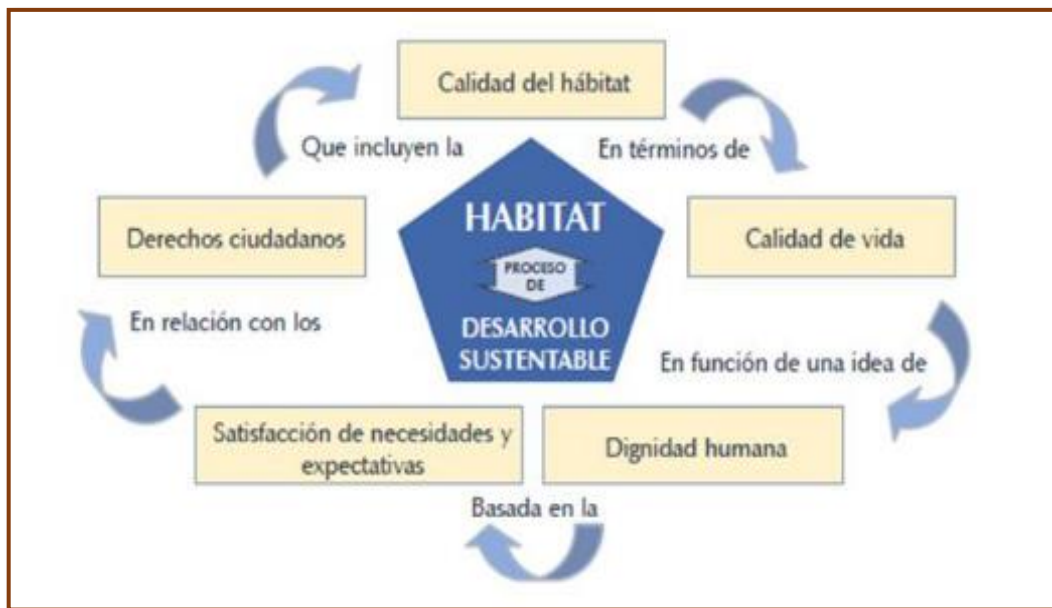 Calidad del hábitat
Que incluyen la
En términos de
HABITAT
PROCESO
DE
DESARROLLO
SUSTENTABLE
Derechos ciudadanos
Calidad de vida
En relación con los
En función de una idea de
Satisfacción de necesidades y
expectativas
Dignidad humana
Basada en la